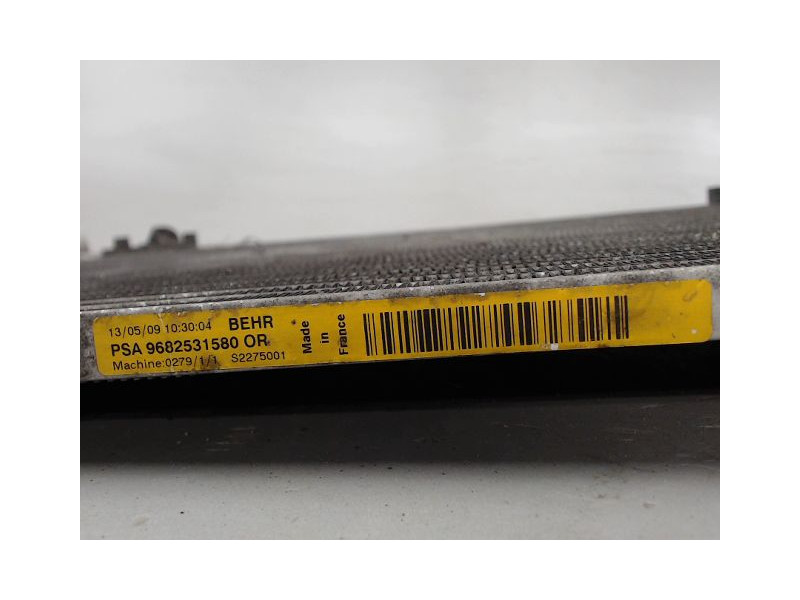 13/05/09 10:30:04 BEHR
PSA 9682531580 OR
Machine:0279/1/1 S2275001
Made
in
France